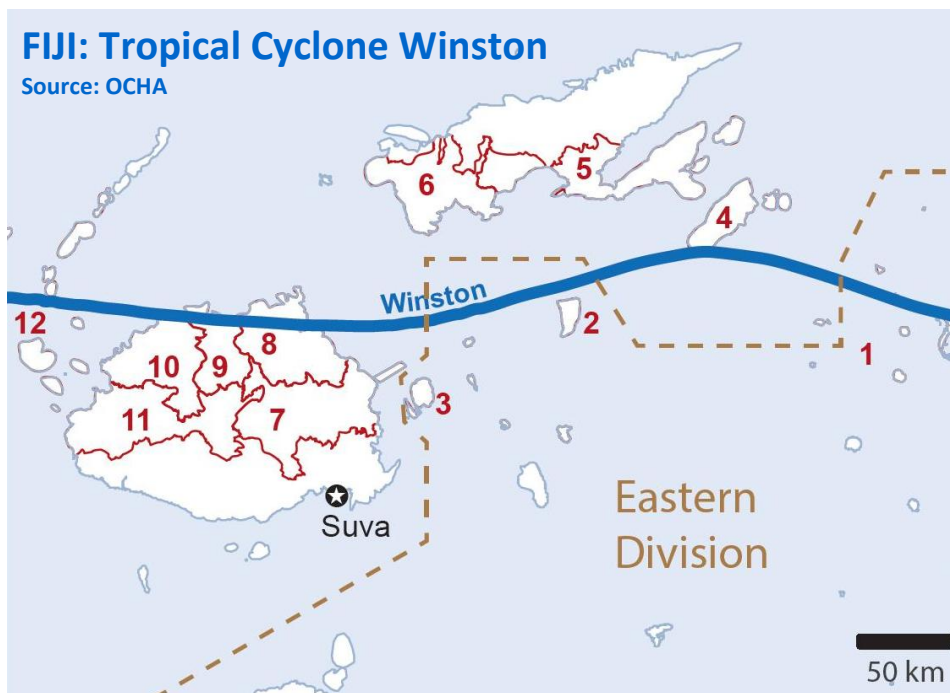 FIJI: Tropical Cyclone Winston
Source: OCHA
5
6
4
Winston
12
2
8
10
9
1
3
11
7
Suva
Eastern
Division
50 km